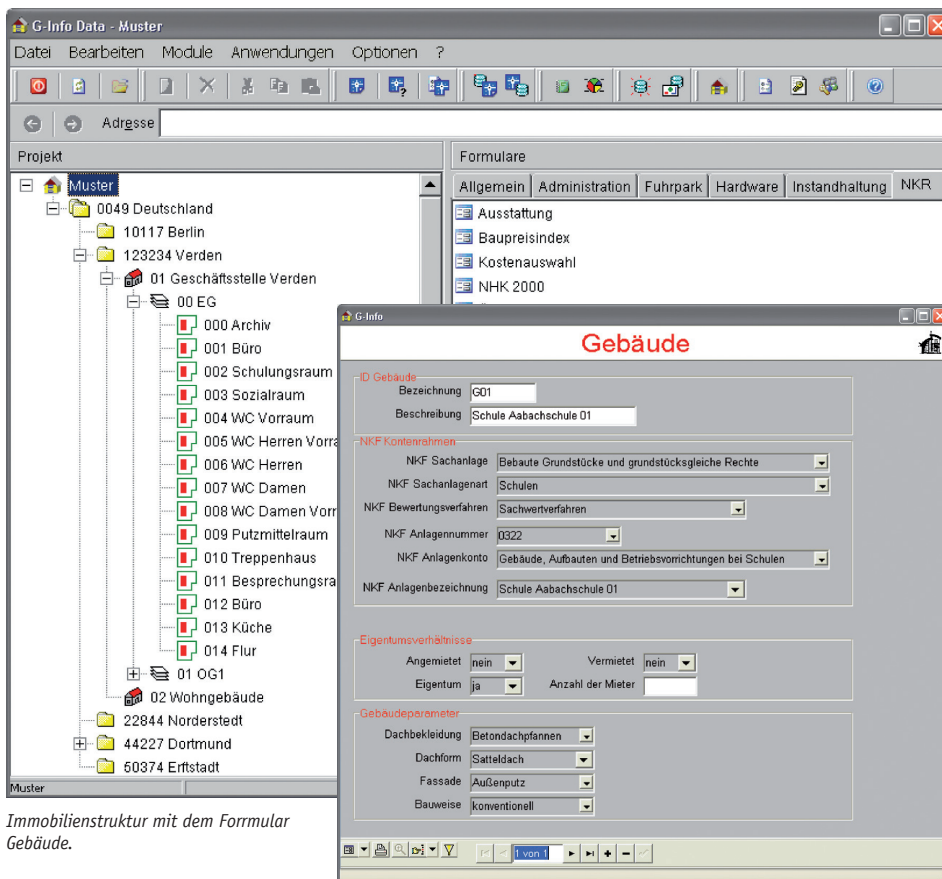 G-Info Data - Muster
Datei Bearbeiten Module Anwendungen Optionen ?
Adresse
Projekt
Muster
0049 Deutschland
10117 Berlin
123234 Verden
01 Geschäftsstelle Verden
00 EG
000 Archiv
001 Büro
002 Schulungsraum
003 Sozialraum
004 WC Vorraum
005 WC Herren Vorra
006 WC Herren
007 WC Damen
008 WC Damen Vorr
009 Putzmittelraum
010 Treppenhaus
011 Besprechungsra
012 Büro
013 Küche
014 Flur
01 OG1
02 Wohngebäude
22844 Norderstedt
44227 Dortmund
50374 Erftstadt
Muster
Formulare
Allgemein Administration Fuhrpark Hardware Instandhaltung NKR
Ausstattung
Baupreisindex
Kostenauswahl
NHK 2000
G-Info
Gebäude
ID Gebäude
Bezeichnung G01
Beschreibung Schule Aabachschule 01
NKF Kontenrahmen
NKF Sachanlage Bebaute Grundstücke und grundstücksgleiche Rechte
NKF Sachanlagenart Schulen
NKF Bewertungsverfahren Sachwertverfahren
NKF Anlagennummer 0322
NKF Anlagenkonto Gebäude, Aufbauten und Betriebsvorrichtungen bei Schulen
NKF Anlagenbezeichnung Schule Aabachschule 01
Eigentumsverhältnisse
Angemietet nein Vermietet nein
Eigentum ja Anzahl der Mieter
Gebäudeparameter
Dachbekleidung Betondachpfannen
Dachform Satteldach
Fassade Außenputz
Bauweise konventionell
1 von 1
Immobilienstruktur mit dem Forrmular
Gebäude.